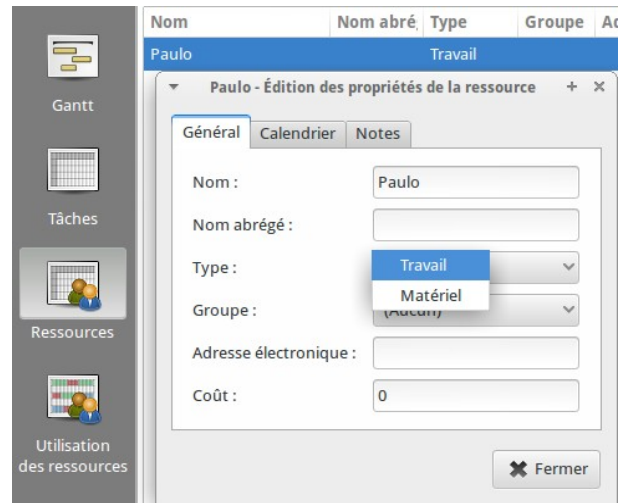 Nom Nom abré Type Groupe
Paulo Travail
Paulo - Édition des propriétés de la ressource
Général Calendrier Notes
Nom : Paulo
Nom abrégé :
Type : Travail
Matériel
Groupe : (Aucun)
Adresse électronique :
Coût : 0
Fermer
Gantt
Tâches
Ressources
Utilisation
des ressources